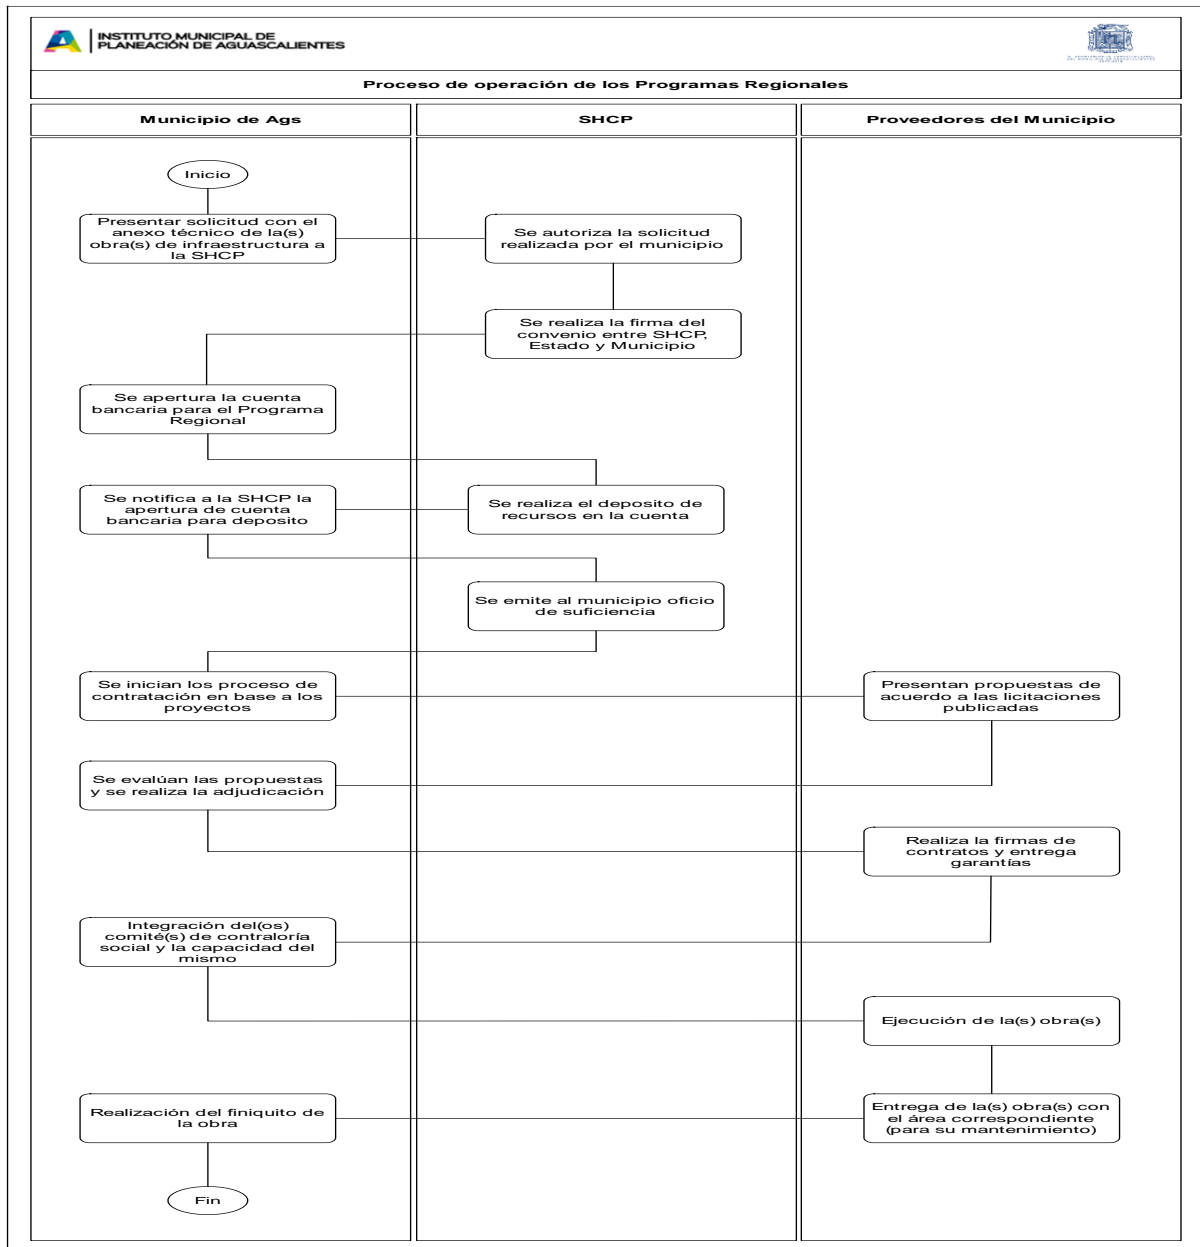 INSTITUTO MUNICIPAL DE
PLANEACIÓN DE AGUASCALIENTES
Proceso de operación de los Programas Regionales
Municipio de Ags
SHCP
Proveedores del Municipio
Inicio
Presentar solicitud con el
anexo técnico de la(s)
obra(s) de infraestructura a
la SHCP
Se autoriza la solicitud
realizada por el municipio
Se realiza la firma del
convenio entre SHCP,
Estado y Municipio
Se apertura la cuenta
bancaria para el Programa
Regional
Se notifica a la SHCP la
apertura de cuenta
bancaria para deposito
Se realiza el deposito de
recursos en la cuenta
Se emite al municipio oficio
de suficiencia
Se inician los proceso de
contratación en base a los
proyectos
Presentan propuestas de
acuerdo a las licitaciones
publicadas
Se evalúan las propuestas
y se realiza la adjudicación
Realiza la firmas de
contratos y entrega
garantías
Integración del(os)
comité(s) de contraloría
social y la capacidad del
mismo
Ejecución de la(s) obra(s)
Realización del finiquito de
la obra
Entrega de la(s) obra(s) con
el área correspondiente
(para su mantenimiento)
Fin